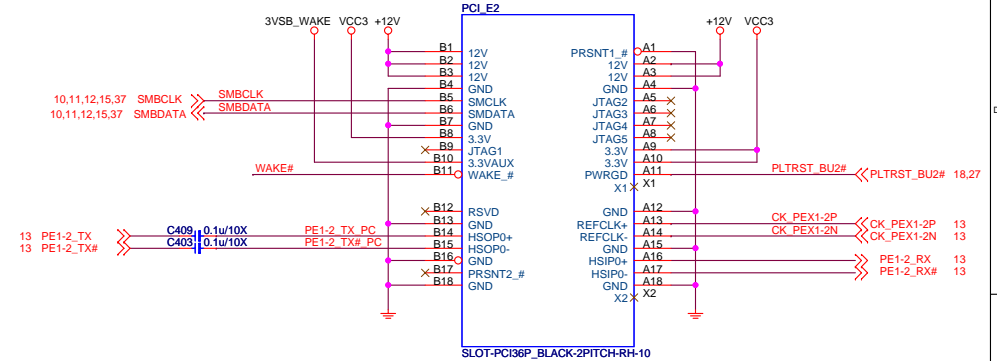 PCI_E2
3VSB_WAKE VCC3 +12V
+12V VCC3
B1 12V PRSNT1_# A1
B2 12V 12V A2
B3 12V 12V A3
B4 GND GND A4
10,11,12,15,37 SMBCLK SMBCLK B5 SMCLK JTAG2 A5
10,11,12,15,37 SMBDATA SMBDATA B6 SMDATA JTAG3 A6
B7 GND JTAG4 A7
B8 3.3V JTAG5 A8
B9 JTAG1 3.3V A9
B10 3.3VAUX 3.3V A10
WAKE# B11 WAKE_# PWRGD A11 PLTRST_BU2# PLTRST_BU2# 18,27
X1 X1
B12 RSVD GND A12
B13 GND REFCLK+ A13 CK_PEX1-2P CK_PEX1-2P 13
13 PE1-2_TX C409 0.1u/10X PE1-2_TX_PC B14 HSOP0+ REFCLK- A14 CK_PEX1-2N CK_PEX1-2N 13
13 PE1-2_TX# C403 0.1u/10X PE1-2_TX#_PC B15 HSOP0- GND A15
B16 GND HSIP0+ A16 PE1-2_RX 13
B17 PRSNT2_# HSIP0- A17 PE1-2_RX# 13
B18 GND GND A18
X2 X2
SLOT-PCI36P_BLACK-2PITCH-RH-10